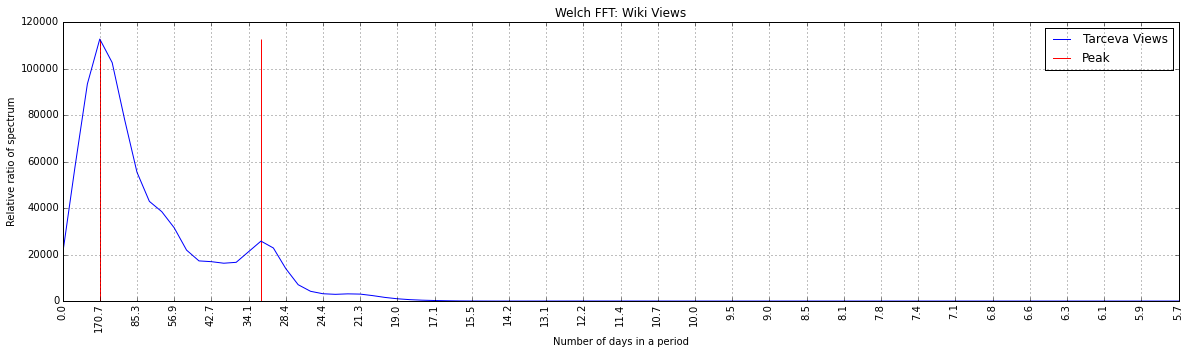 Welch FFT: Wiki Views
120000
100000
80000
60000
40000
20000
0
Relative ratio of spectrum
Tarceva Views
Peak
0.0 170.7 85.3 56.9 42.7 34.1 28.4 24.4 21.3 19.0 17.1 15.5 14.2 13.1 12.2 11.4 10.7 10.0 9.5 9.0 8.5 8.1 7.8 7.4 7.1 6.8 6.6 6.3 6.1 5.9 5.7
Number of days in a period